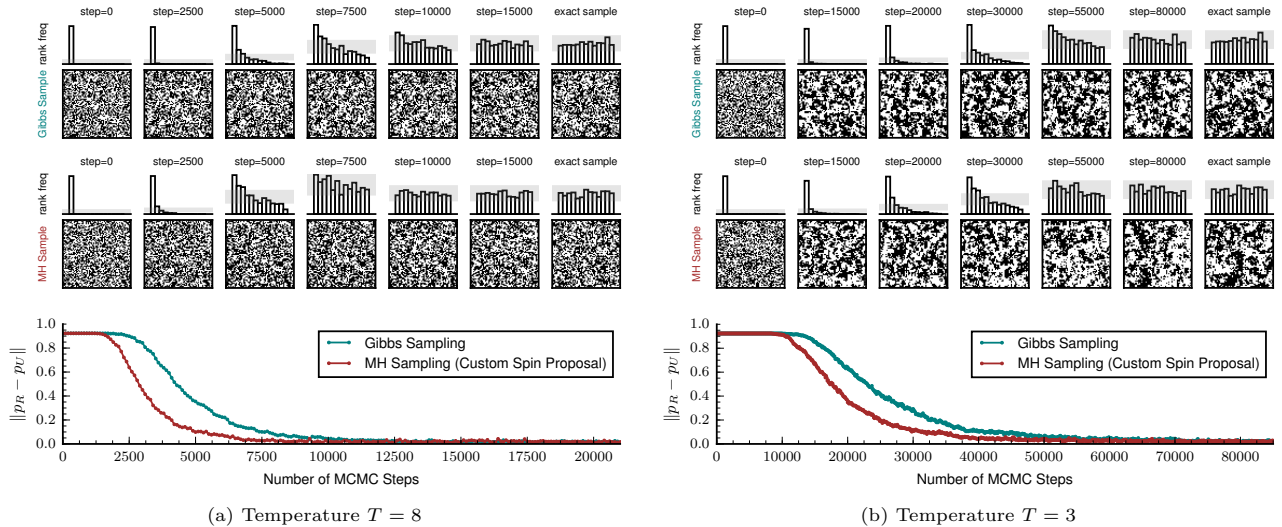 step=0 step=2500 step=5000 step=7500 step=10000 step=15000 exact sample
rank freq
Gibbs Sample
step=0 step=2500 step=5000 step=7500 step=10000 step=15000 exact sample
rank freq
MH Sample
1.0
0.8
0.6
0.4
0.2
0.0
||p_R − p_U||
Gibbs Sampling
MH Sampling (Custom Spin Proposal)
0 2500 5000 7500 10000 12500 15000 17500 20000
Number of MCMC Steps
(a) Temperature T = 8
step=0 step=15000 step=20000 step=30000 step=55000 step=80000 exact sample
rank freq
Gibbs Sample
step=0 step=15000 step=20000 step=30000 step=55000 step=80000 exact sample
rank freq
MH Sample
1.0
0.8
0.6
0.4
0.2
0.0
||p_R − p_U||
Gibbs Sampling
MH Sampling (Custom Spin Proposal)
0 10000 20000 30000 40000 50000 60000 70000 80000
Number of MCMC Steps
(b) Temperature T = 3